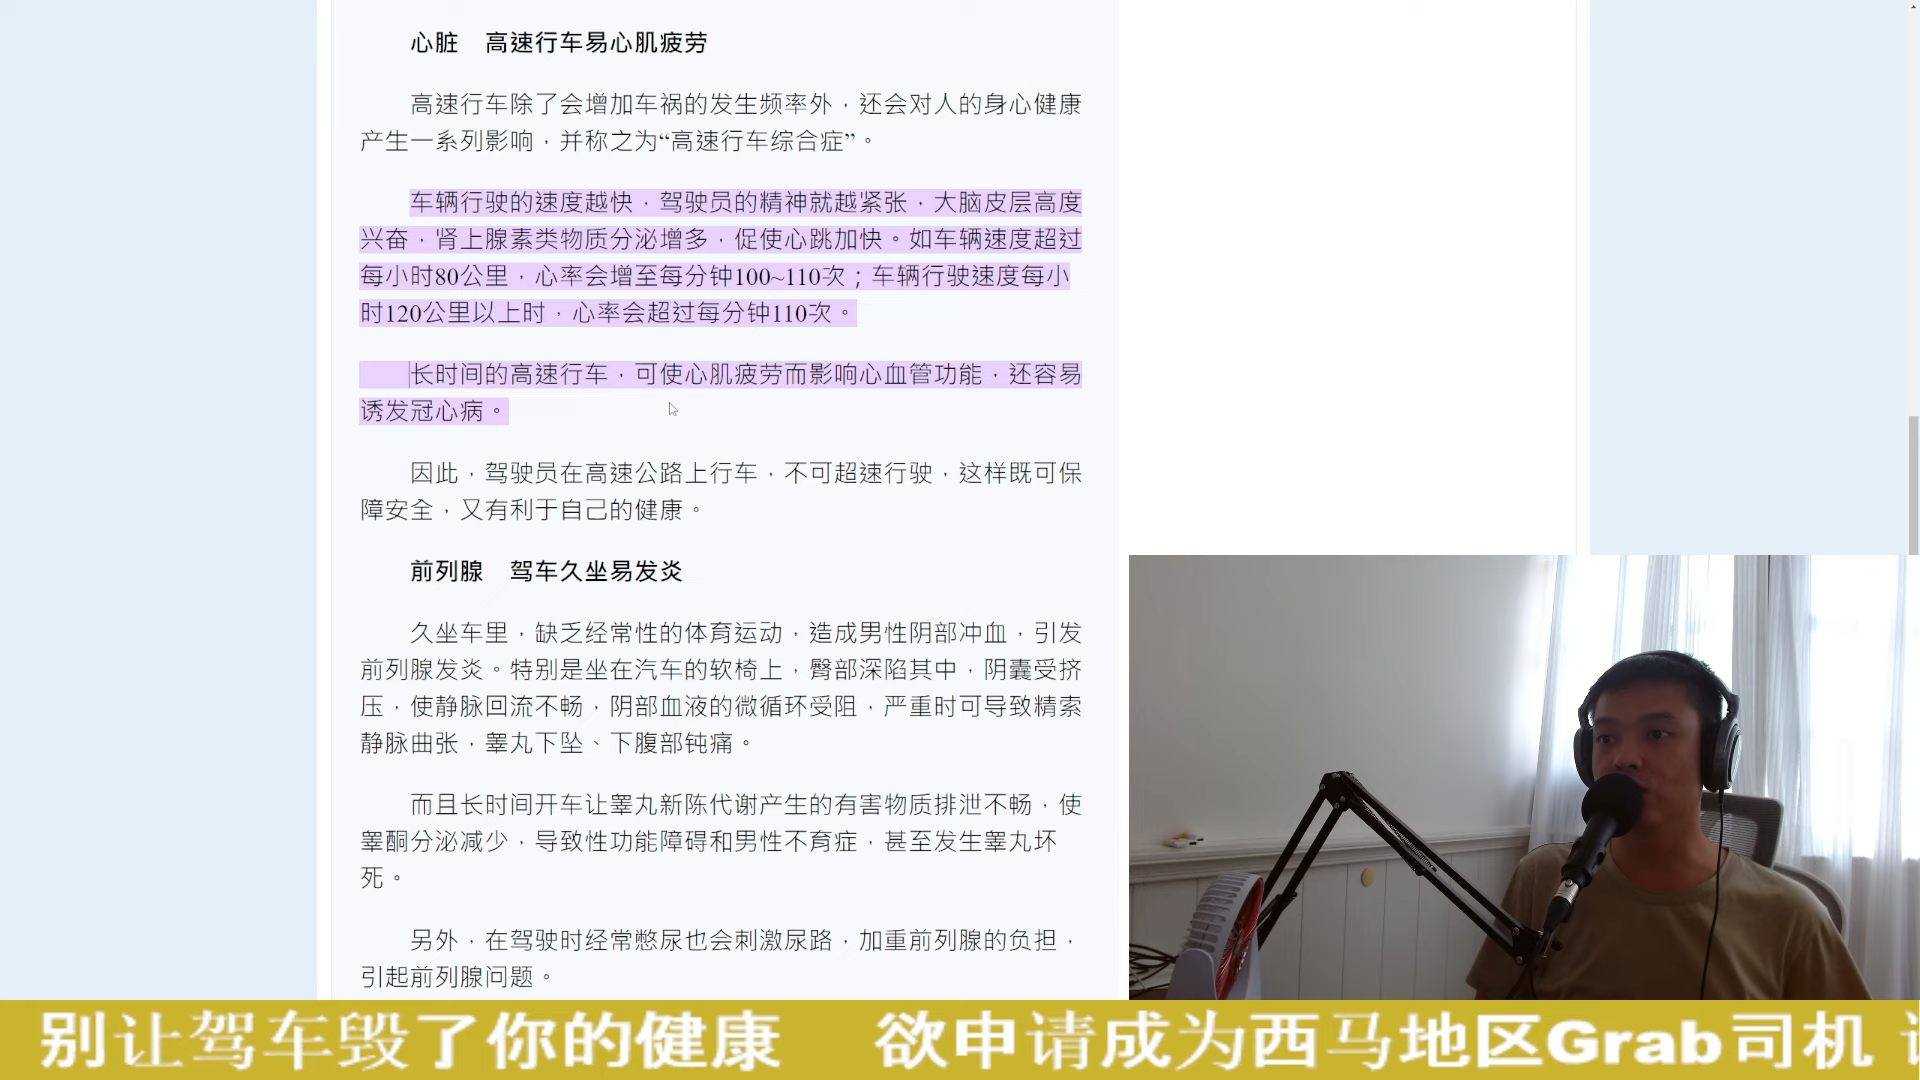 心脏　高速行车易心肌疲劳
高速行车除了会增加车祸的发生频率外，还会对人的身心健康
产生一系列影响，并称之为“高速行车综合症”。
车辆行驶的速度越快，驾驶员的精神就越紧张，大脑皮层高度
兴奋，肾上腺素类物质分泌增多，促使心跳加快。如车辆速度超过
每小时80公里，心率会增至每分钟100~110次；车辆行驶速度每小
时120公里以上时，心率会超过每分钟110次。
长时间的高速行车，可使心肌疲劳而影响心血管功能，还容易
诱发冠心病。
因此，驾驶员在高速公路上行车，不可超速行驶，这样既可保
障安全，又有利于自己的健康。
前列腺　驾车久坐易发炎
久坐车里，缺乏经常性的体育运动，造成男性阴部冲血，引发
前列腺发炎。特别是坐在汽车的软椅上，臀部深陷其中，阴囊受挤
压，使静脉回流不畅，阴部血液的微循环受阻，严重时可导致精索
静脉曲张，睾丸下坠、下腹部钝痛。
而且长时间开车让睾丸新陈代谢产生的有害物质排泄不畅，使
睾酮分泌减少，导致性功能障碍和男性不育症，甚至发生睾丸坏
死。
另外，在驾驶时经常憋尿也会刺激尿路，加重前列腺的负担，
引起前列腺问题。
别让驾车毁了你的健康　欲申请成为西马地区Grab司机